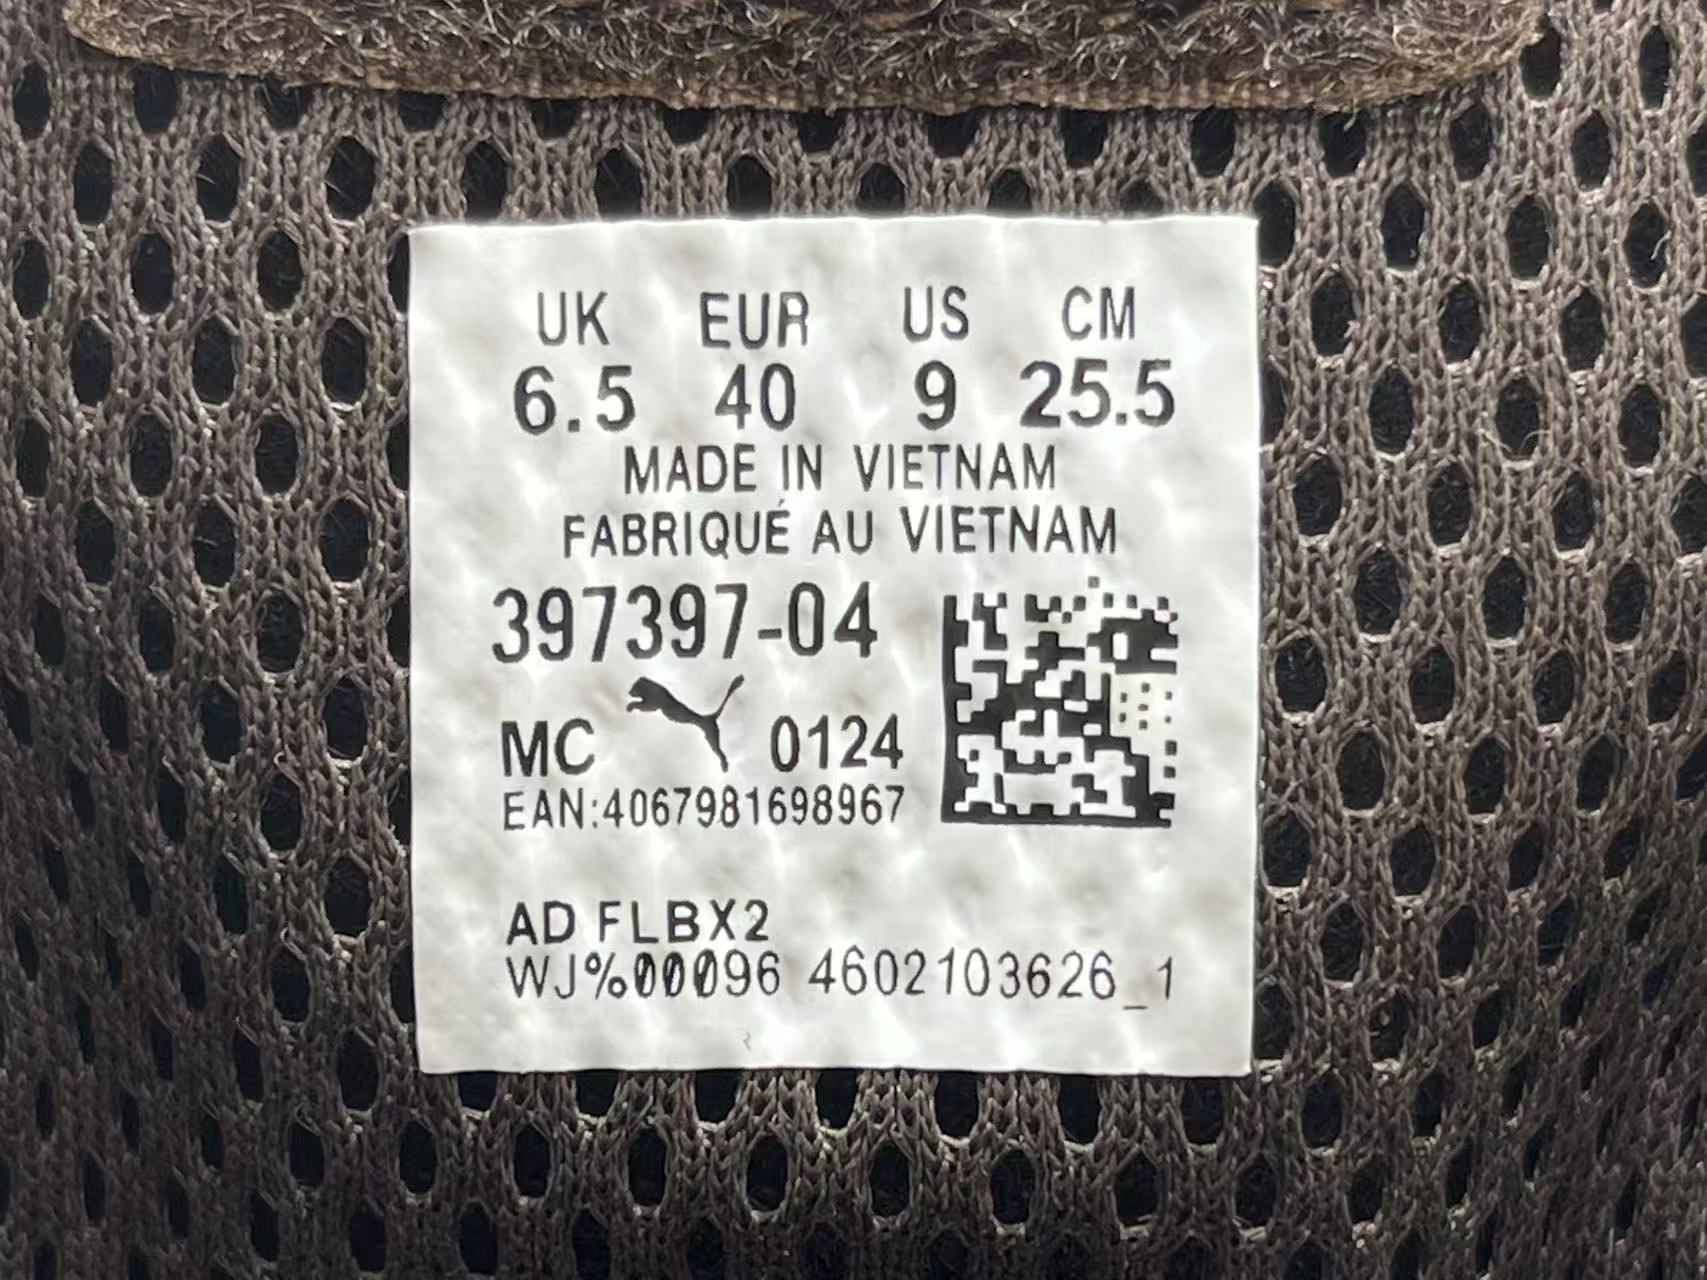 UK EUR US CM
6.5 40 9 25.5
MADE IN VIETNAM
FABRIQUÉ AU VIETNAM
397397-04
MC 0124
EAN:4067981698967
AD FLBX2
WJ%00096 4602103626_1